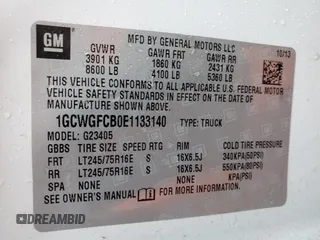 GM
MFD BY GENERAL MOTORS LLC
10/13
GVWR GAWR FRT GAWR RR
3901 KG 1860 KG 2431 KG
8600 LB 4100 LB 5360 LB
THIS VEHICLE CONFORMS TO ALL APPLICABLE U.S. FEDERAL MOTOR
VEHICLE SAFETY STANDARDS IN EFFECT ON THE DATE OF
MANUFACTURE SHOWN ABOVE.
1GCWGFCB0E1133140 TYPE: TRUCK
MODEL: G23405
GBBS TIRE SIZE SPEED RTG RIM COLD TIRE PRESSURE
FRT LT245/75R16E S 16X6.5J 340KPA(50PSI)
RR LT245/75R16E S 16X6.5J 550KPA(80PSI)
KPA(PSI)
SEE OWNER'S MANUAL FOR ADDITIONAL INFORMATION
DREAMBID